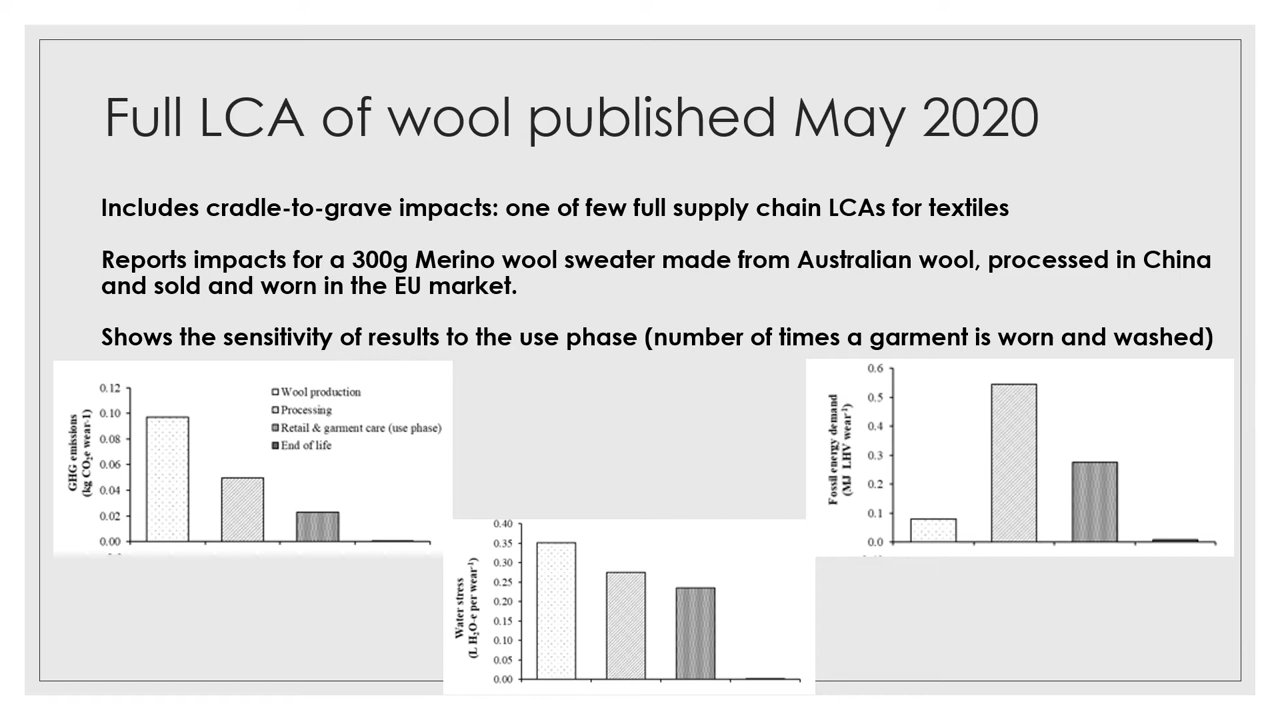 Full LCA of wool published May 2020
Includes cradle-to-grave impacts: one of few full supply chain LCAs for textiles
Reports impacts for a 300g Merino wool sweater made from Australian wool, processed in China
and sold and worn in the EU market.
Shows the sensitivity of results to the use phase (number of times a garment is worn and washed)
GHG emissions
(kg CO₂e wear-1)
0.12
0.10
0.08
0.06
0.04
0.02
0.00
Wool production
Processing
Retail & garment care (use phase)
End of life
Water stress
(L H₂O-e per wear⁻¹)
0.40
0.35
0.30
0.25
0.20
0.15
0.10
0.05
0.00
Fossil energy demand
(MJ LHV wear⁻¹)
0.6
0.5
0.4
0.3
0.2
0.1
0.0